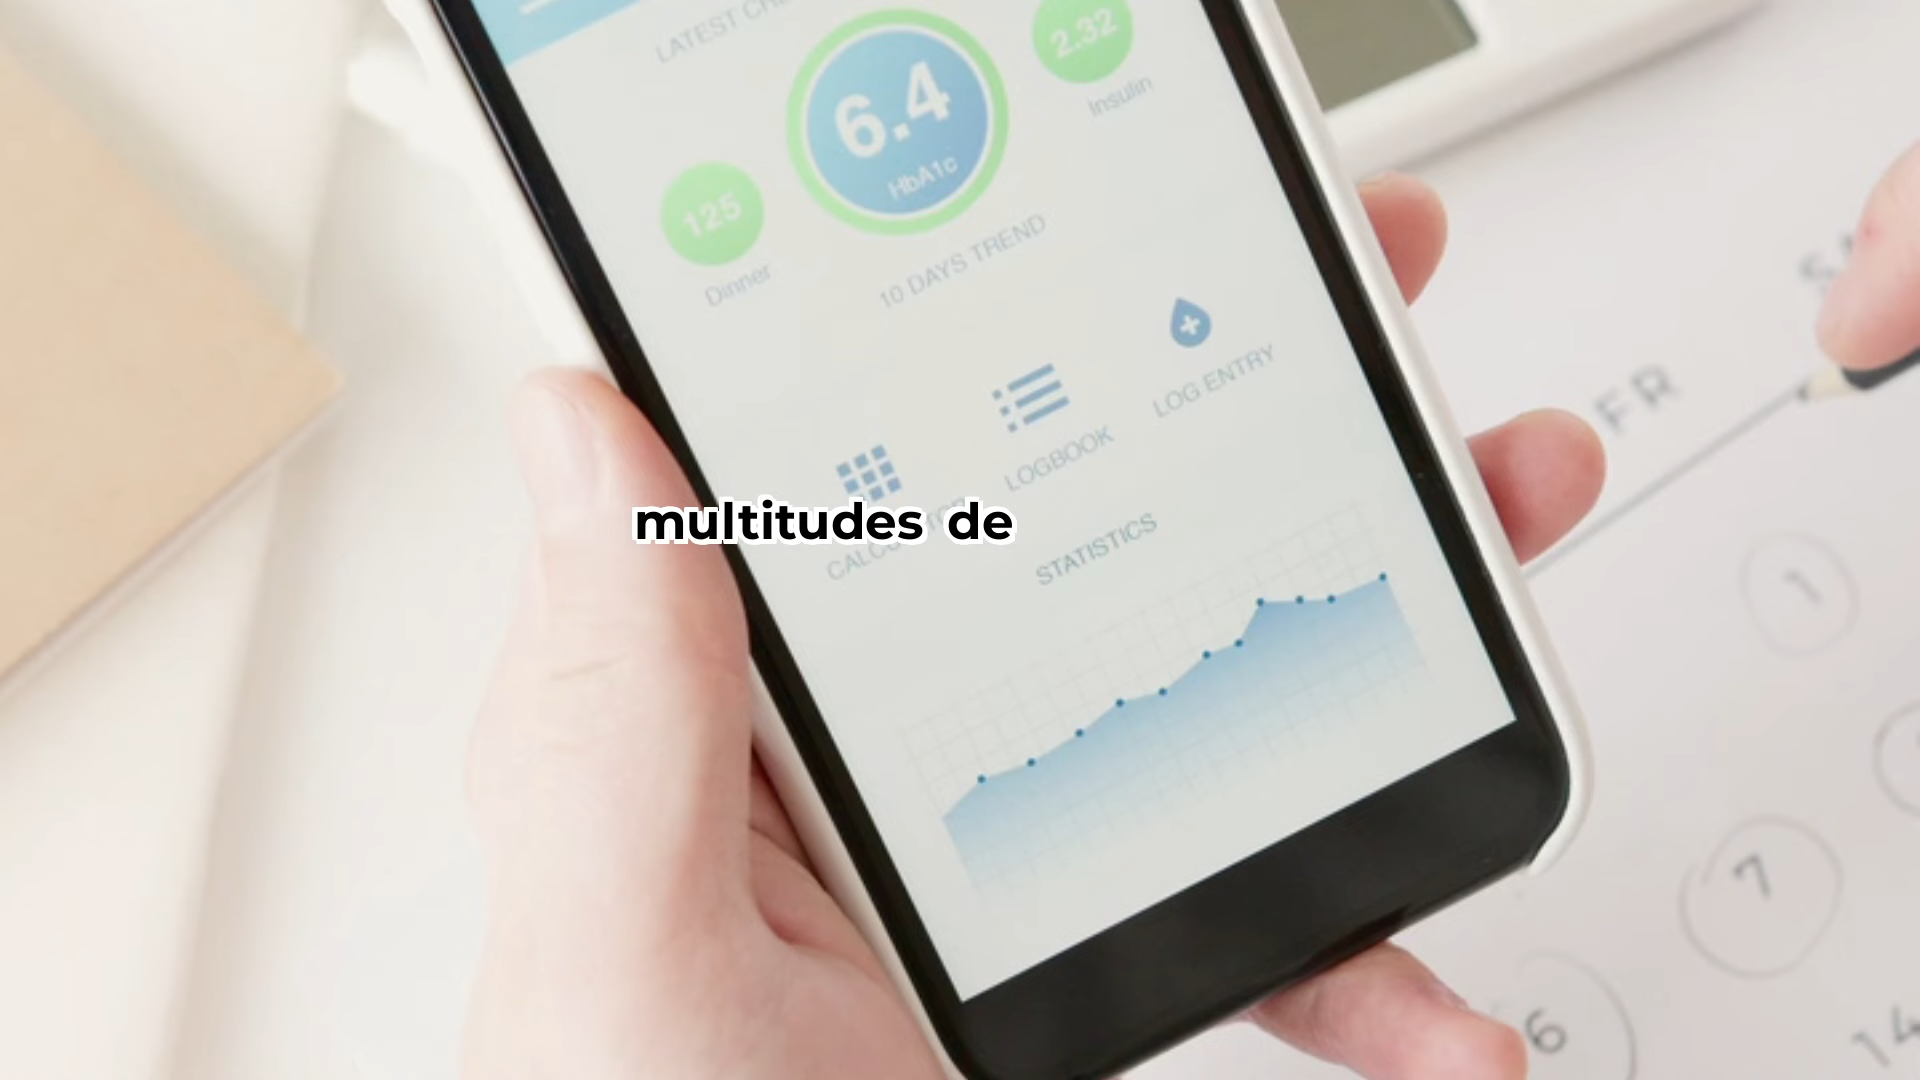 LATEST
2.32
Insulin
6.4
HbA1c
125
Dinner
10 DAYS TREND
LOG ENTRY
LOGBOOK
multitudes de
STATISTICS
FR
1
7
6
14